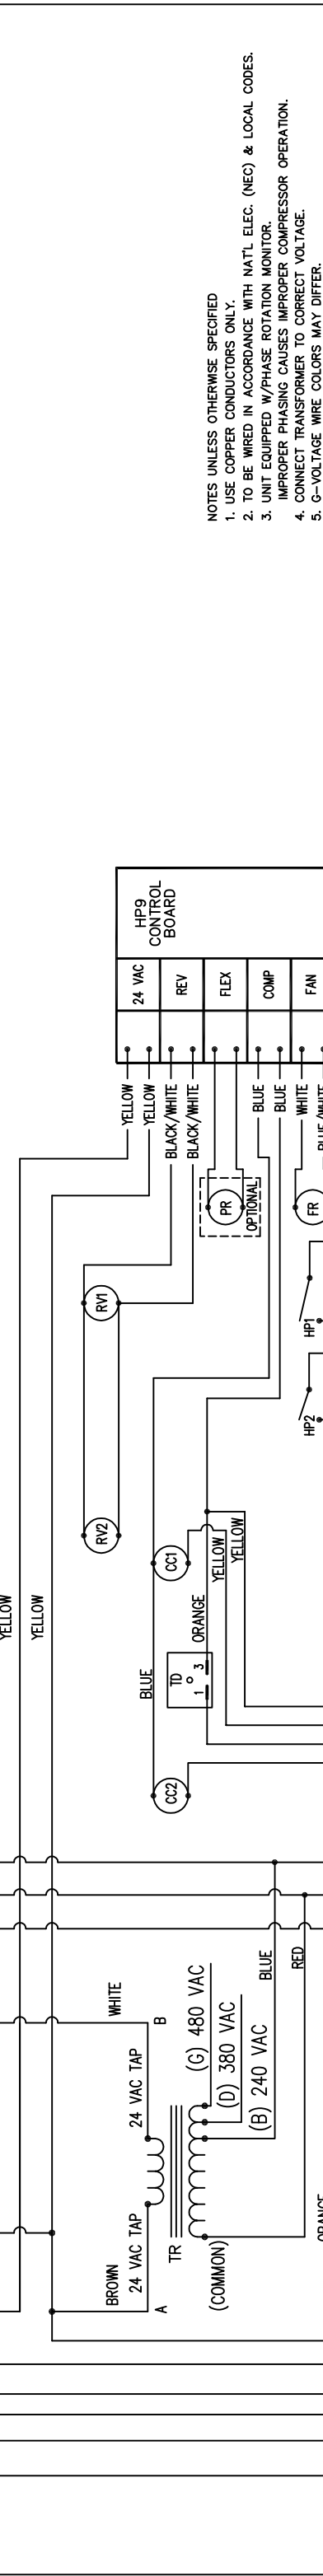 NOTES UNLESS OTHERWISE SPECIFIED
1. USE COPPER CONDUCTORS ONLY.
2. TO BE WIRED IN ACCORDANCE WITH NAT'L ELEC. (NEC) & LOCAL CODES.
3. UNIT EQUIPPED W/PHASE ROTATION MONITOR.
IMPROPER PHASING CAUSES IMPROPER COMPRESSOR OPERATION.
4. CONNECT TRANSFORMER TO CORRECT VOLTAGE.
5. G-VOLTAGE WIRE COLORS MAY DIFFER.
HP9
CONTROL
BOARD
24 VAC
REV
FLEX
COMP
FAN
YELLOW
YELLOW
BLACK/WHITE
BLACK/WHITE
BLUE
BLUE
WHITE
BLUE/WHITE
PR
OPTIONAL
FR
HP1
HP2
RV1
RV2
YELLOW
YELLOW
CC1
YELLOW
YELLOW
ORANGE
BLUE
TD
1 3
CC2
WHITE
B
24 VAC TAP
(G) 480 VAC
(D) 380 VAC
(B) 240 VAC
BLUE
RED
BROWN
24 VAC TAP
A
TR
(COMMON)
ORANGE